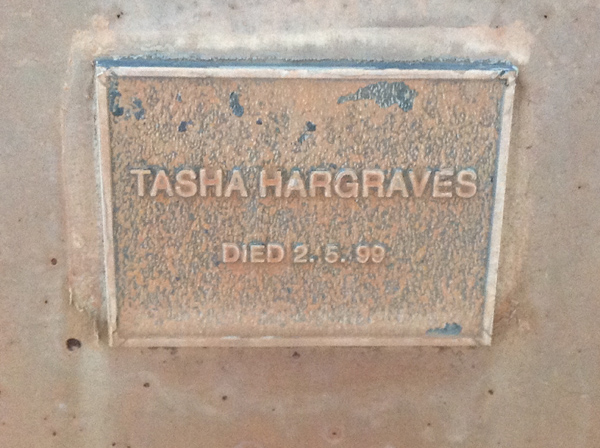 TASHA HARGRAVES
DIED 2. 5. 99